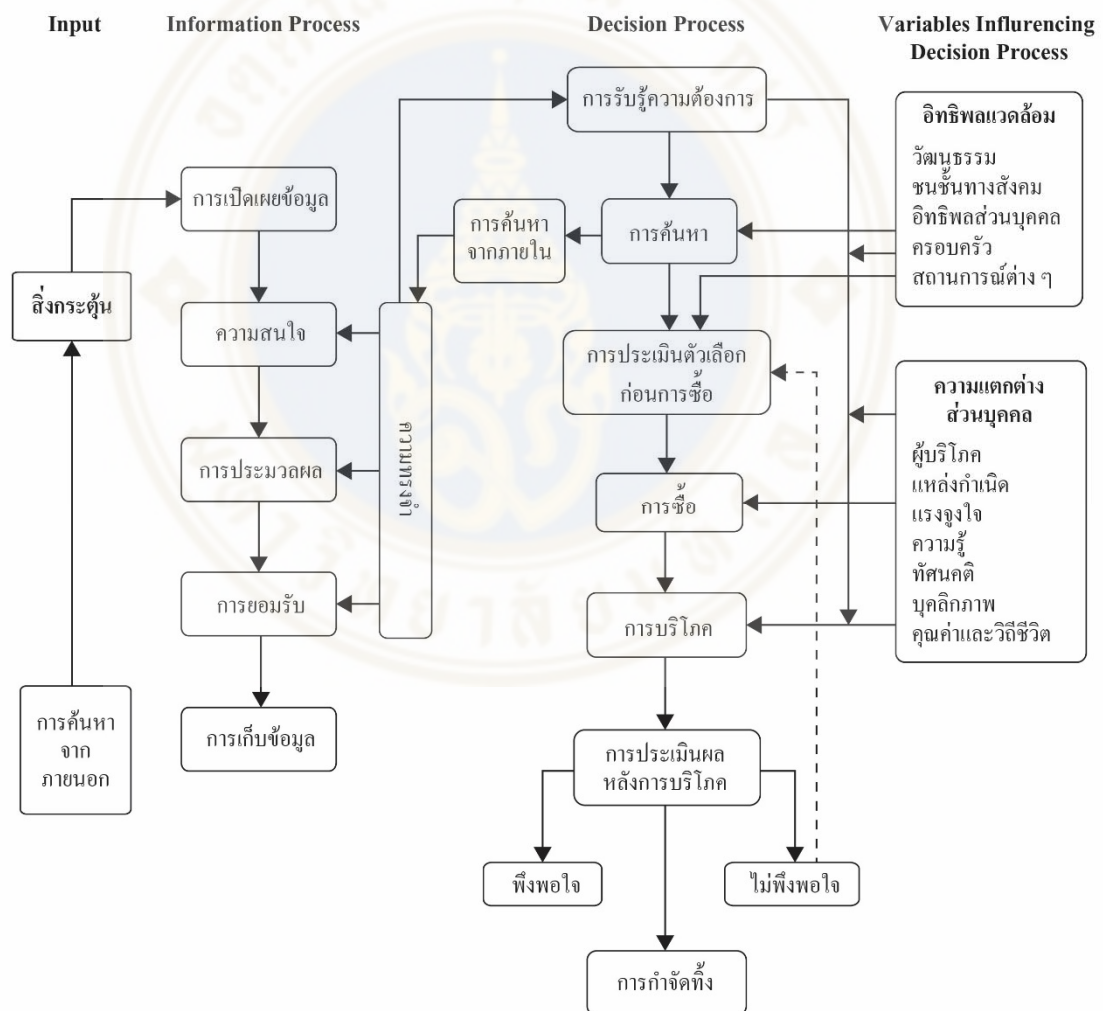 Input
Information Process
Decision Process
Variables Influrencing
Decision Process
สิ่งกระตุ้น
การค้นหา
จาก
ภายนอก
การเปิดเผยข้อมูล
ความสนใจ
การประมวลผล
การยอมรับ
การเก็บข้อมูล
ความทรงจำ
การค้นหา
จากภายใน
การรับรู้ความต้องการ
การค้นหา
การประเมินตัวเลือก
ก่อนการซื้อ
การซื้อ
การบริโภค
การประเมินผล
หลังการบริโภค
พึงพอใจ
ไม่พึงพอใจ
การกำจัดทิ้ง
อิทธิพลแวดล้อม
วัฒนธรรม
ชนชั้นทางสังคม
อิทธิพลส่วนบุคคล
ครอบครัว
สถานการณ์ต่าง ๆ
ความแตกต่าง
ส่วนบุคคล
ผู้บริโภค
แหล่งกำเนิด
แรงจูงใจ
ความรู้
ทัศนคติ
บุคลิกภาพ
คุณค่าและวิถีชีวิต